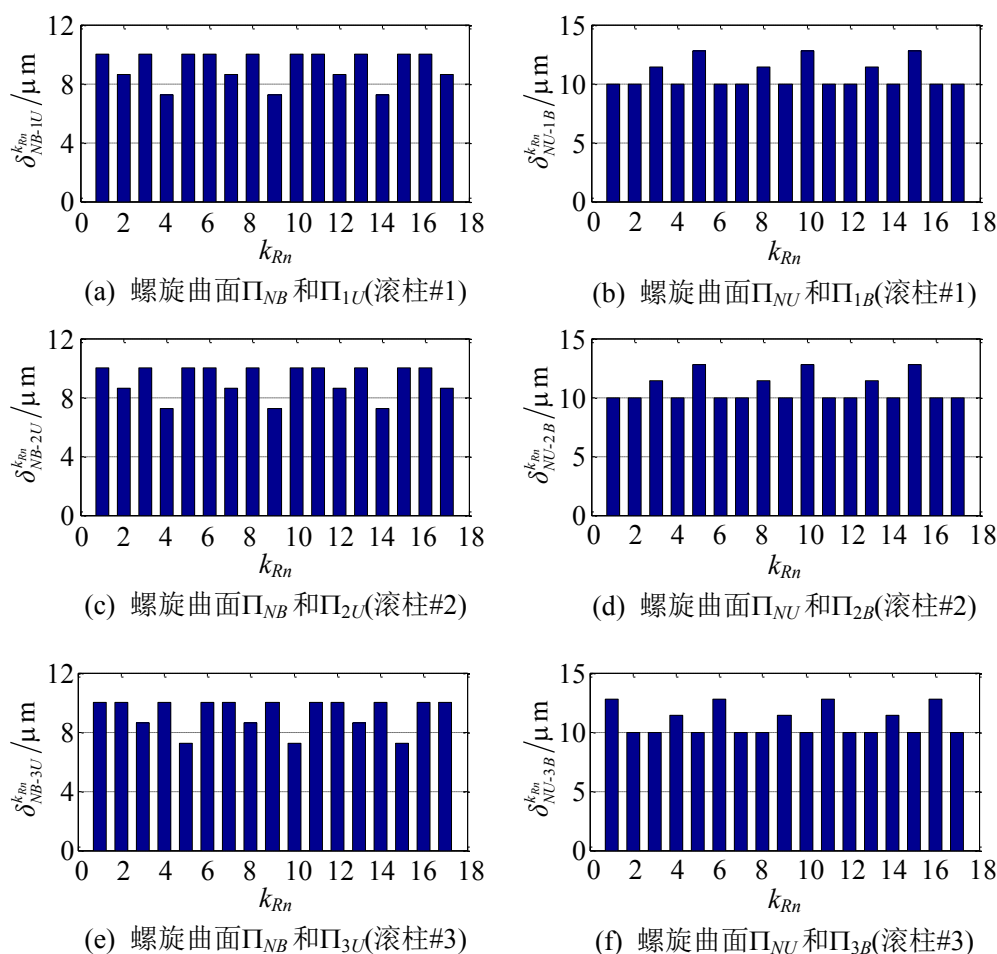 12
8
4
0
δ^{k_{Rn}}_{NB-1U}/μm
0 2 4 6 8 10 12 14 16 18
k_{Rn}
(a) 螺旋曲面Π_{NB}和Π_{1U}(滚柱#1)
15
10
5
0
δ^{k_{Rn}}_{NU-1B}/μm
0 2 4 6 8 10 12 14 16 18
k_{Rn}
(b) 螺旋曲面Π_{NU}和Π_{1B}(滚柱#1)
12
8
4
0
δ^{k_{Rn}}_{NB-2U}/μm
0 2 4 6 8 10 12 14 16 18
k_{Rn}
(c) 螺旋曲面Π_{NB}和Π_{2U}(滚柱#2)
15
10
5
0
δ^{k_{Rn}}_{NU-2B}/μm
0 2 4 6 8 10 12 14 16 18
k_{Rn}
(d) 螺旋曲面Π_{NU}和Π_{2B}(滚柱#2)
12
8
4
0
δ^{k_{Rn}}_{NB-3U}/μm
0 2 4 6 8 10 12 14 16 18
k_{Rn}
(e) 螺旋曲面Π_{NB}和Π_{3U}(滚柱#3)
15
10
5
0
δ^{k_{Rn}}_{NU-3B}/μm
0 2 4 6 8 10 12 14 16 18
k_{Rn}
(f) 螺旋曲面Π_{NU}和Π_{3B}(滚柱#3)